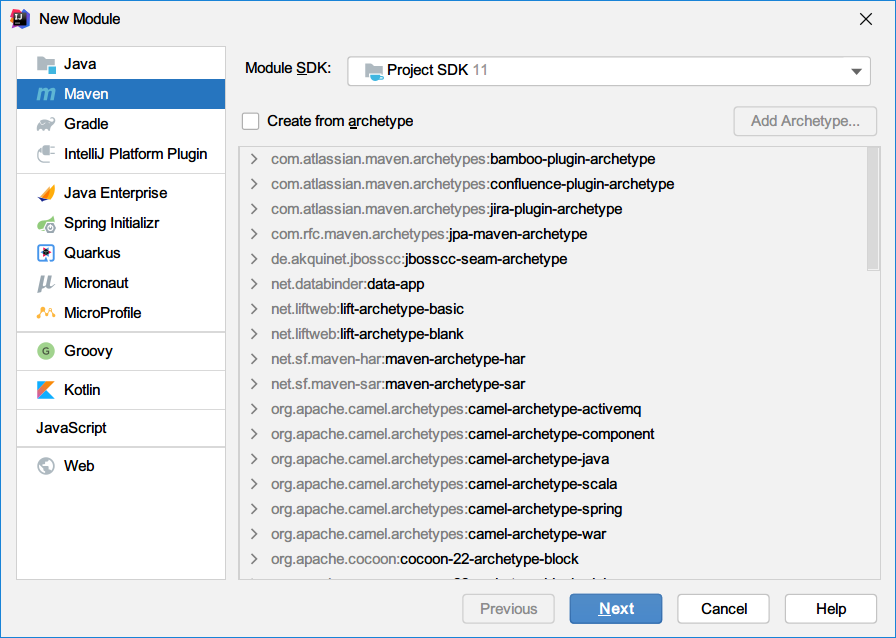 New Module
Java
Maven
Gradle
IntelliJ Platform Plugin
Java Enterprise
Spring Initializr
Quarkus
Micronaut
MicroProfile
Groovy
Kotlin
JavaScript
Web
Module SDK: Project SDK 11
Create from archetype Add Archetype...
com.atlassian.maven.archetypes:bamboo-plugin-archetype
com.atlassian.maven.archetypes:confluence-plugin-archetype
com.atlassian.maven.archetypes:jira-plugin-archetype
com.rfc.maven.archetypes:jpa-maven-archetype
de.akquinet.jbosscc:jbosscc-seam-archetype
net.databinder:data-app
net.liftweb:lift-archetype-basic
net.liftweb:lift-archetype-blank
net.sf.maven-har:maven-archetype-har
net.sf.maven-sar:maven-archetype-sar
org.apache.camel.archetypes:camel-archetype-activemq
org.apache.camel.archetypes:camel-archetype-component
org.apache.camel.archetypes:camel-archetype-java
org.apache.camel.archetypes:camel-archetype-scala
org.apache.camel.archetypes:camel-archetype-spring
org.apache.camel.archetypes:camel-archetype-war
org.apache.cocoon:cocoon-22-archetype-block
Previous Next Cancel Help